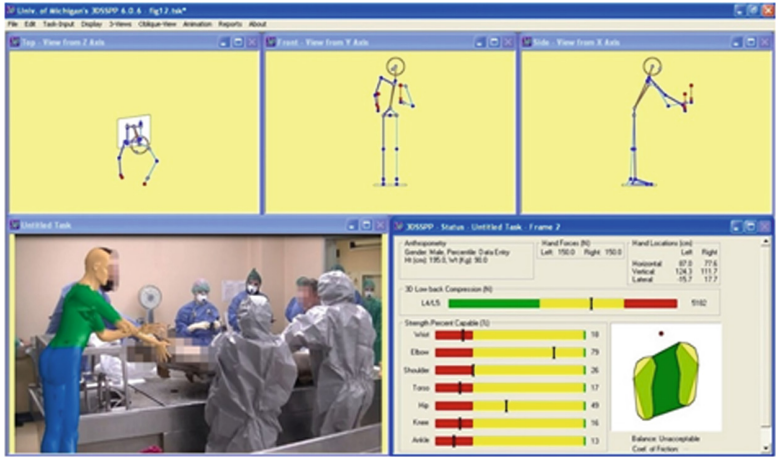 Univ. of Michigan's 3DSSPP 6.0.6 - fig12.tsk*
File Edit Task-Input Display 3-Views Oblique-View Animation Reports About
Top - View from Z Axis
Front - View from Y Axis
Side - View from X Axis
Untitled Task
3DSSPP - Status - Untitled Task - Frame 2
Anthropometry
Gender: Male, Percentile: Data Entry
Ht (cm) 195.0, Wt (Kg) 98.0
Hand Forces (N)
Left: 150.0 Right: 150.0
Hand Locations (cm)
Left Right
Horizontal: 87.0 77.6
Vertical: 124.3 111.7
Lateral: -15.7 17.7
3D Low back Compression (N)
L4/L5 5182
Strength Percent Capable (%)
Wrist 18
Elbow 79
Shoulder 26
Torso 17
Hip 49
Knee 16
Ankle 13
Balance: Unacceptable
Coef. of Friction